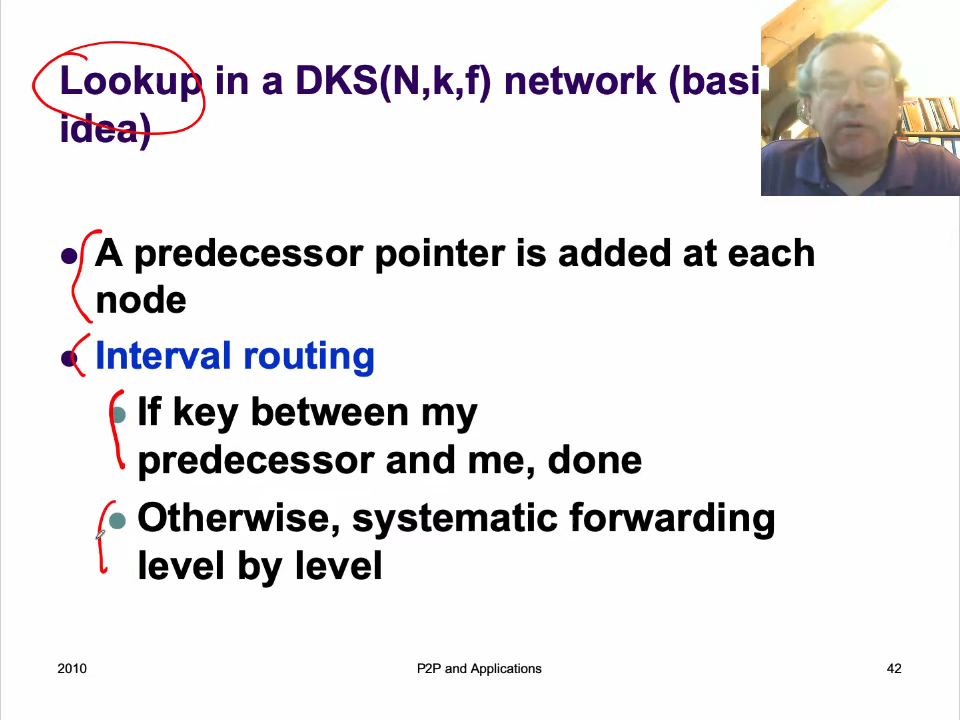 Lookup in a DKS(N,k,f) network (basi
idea)
A predecessor pointer is added at each
node
Interval routing
If key between my
predecessor and me, done
Otherwise, systematic forwarding
level by level
2010 P2P and Applications 42